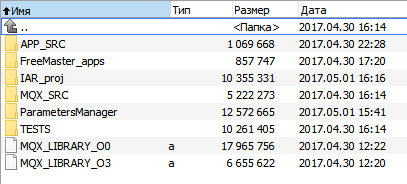 Имя Тип Размер Дата
.. <Папка> 2017.04.30 16:14
APP_SRC 1 069 668 2017.04.30 22:28
FreeMaster_apps 857 747 2017.04.30 17:20
IAR_proj 10 355 331 2017.05.01 16:16
MQX_SRC 5 222 273 2017.04.30 16:14
ParametersManager 12 572 665 2017.05.01 15:41
TESTS 10 261 405 2017.04.30 16:14
MQX_LIBRARY_O0 a 17 965 756 2017.04.30 12:22
MQX_LIBRARY_O3 a 6 655 622 2017.04.30 12:20